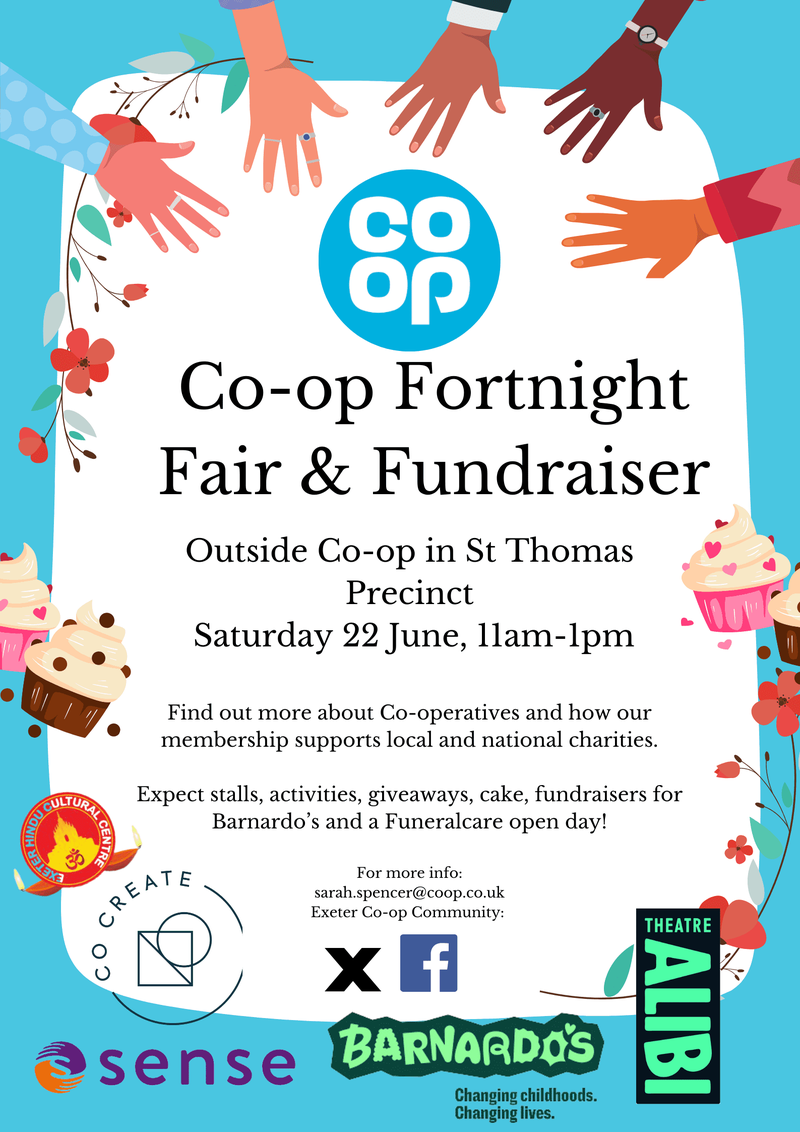 CO
OP
Co-op Fortnight
Fair & Fundraiser
Outside Co-op in St Thomas
Precinct
Saturday 22 June, 11am-1pm
Find out more about Co-operatives and how our
membership supports local and national charities.
Expect stalls, activities, giveaways, cake, fundraisers for
Barnardo's and a Funeralcare open day!
For more info:
sarah.spencer@coop.co.uk
Exeter Co-op Community:
X f
EXETER HINDU CULTURAL CENTRE
ॐ
CO CREATE
THEATRE
ALIBI
sense
BARNARDO'S
Changing childhoods.
Changing lives.